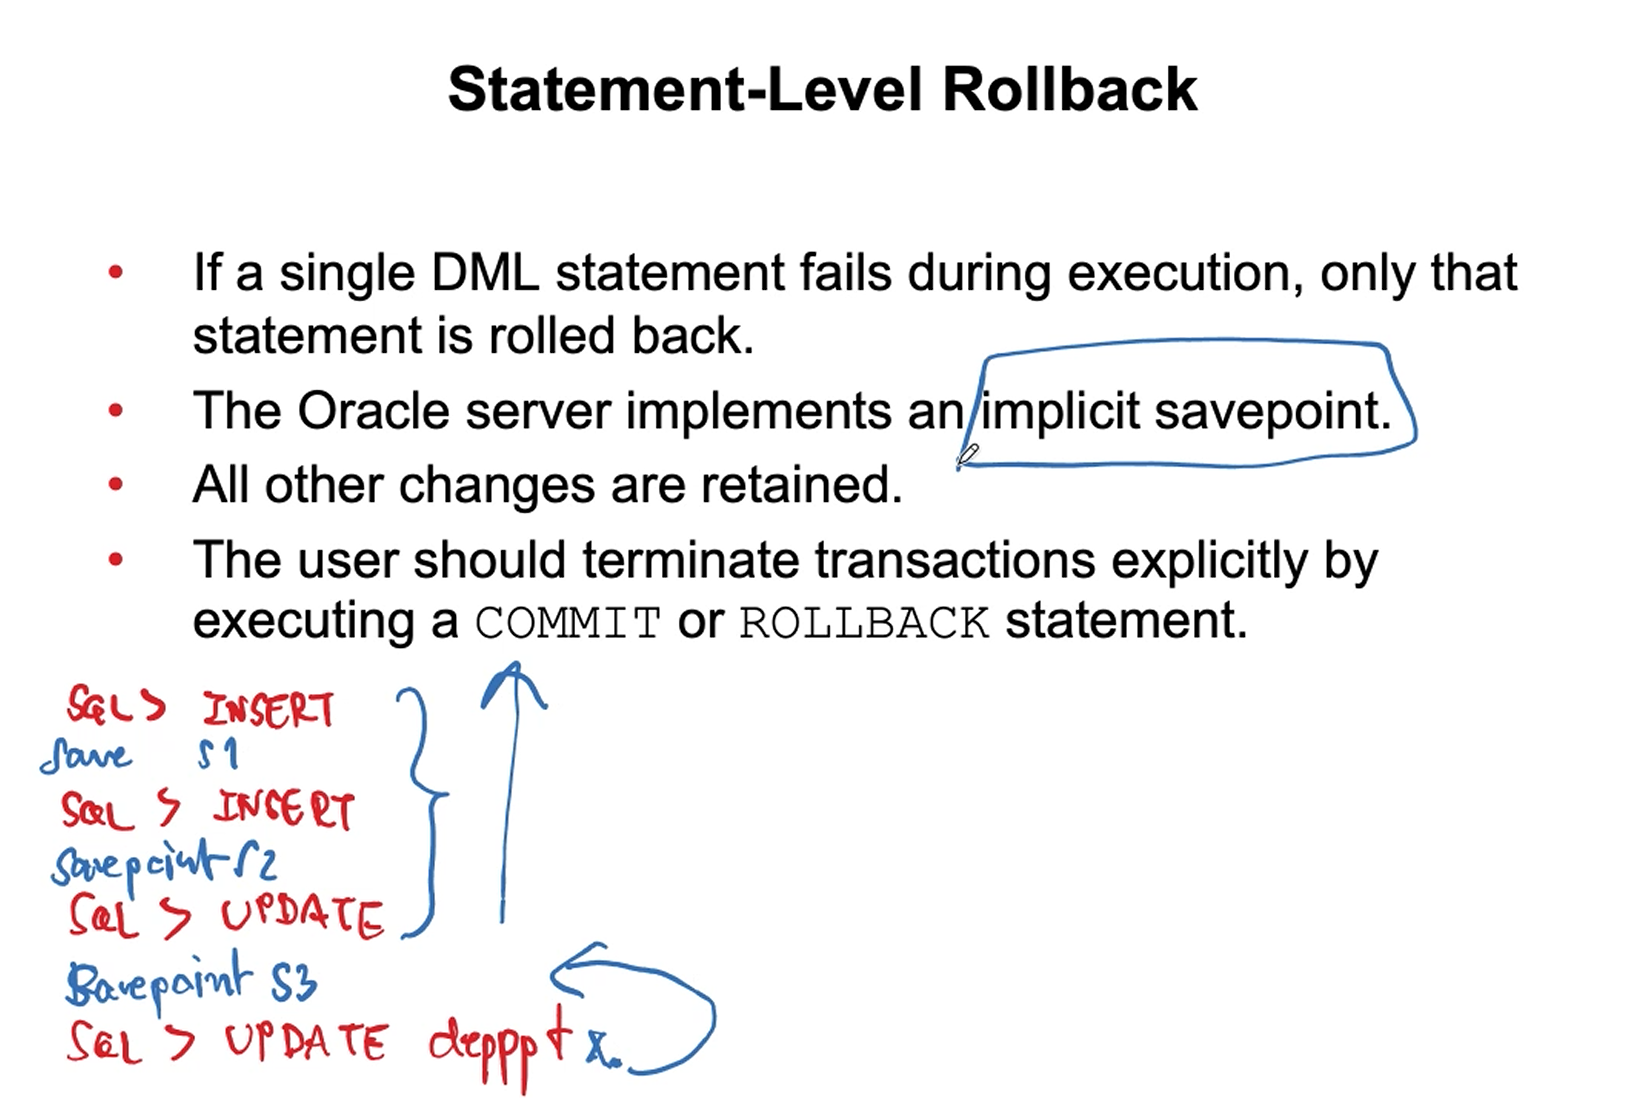 Statement-Level Rollback
• If a single DML statement fails during execution, only that
statement is rolled back.
• The Oracle server implements an implicit savepoint.
• All other changes are retained.
• The user should terminate transactions explicitly by
executing a COMMIT or ROLLBACK statement.
SQL> INSERT
Save S1
SQL > INSERT
Savepoint S2
SQL > UPDATE
Savepoint S3
SQL > UPDATE depppt x